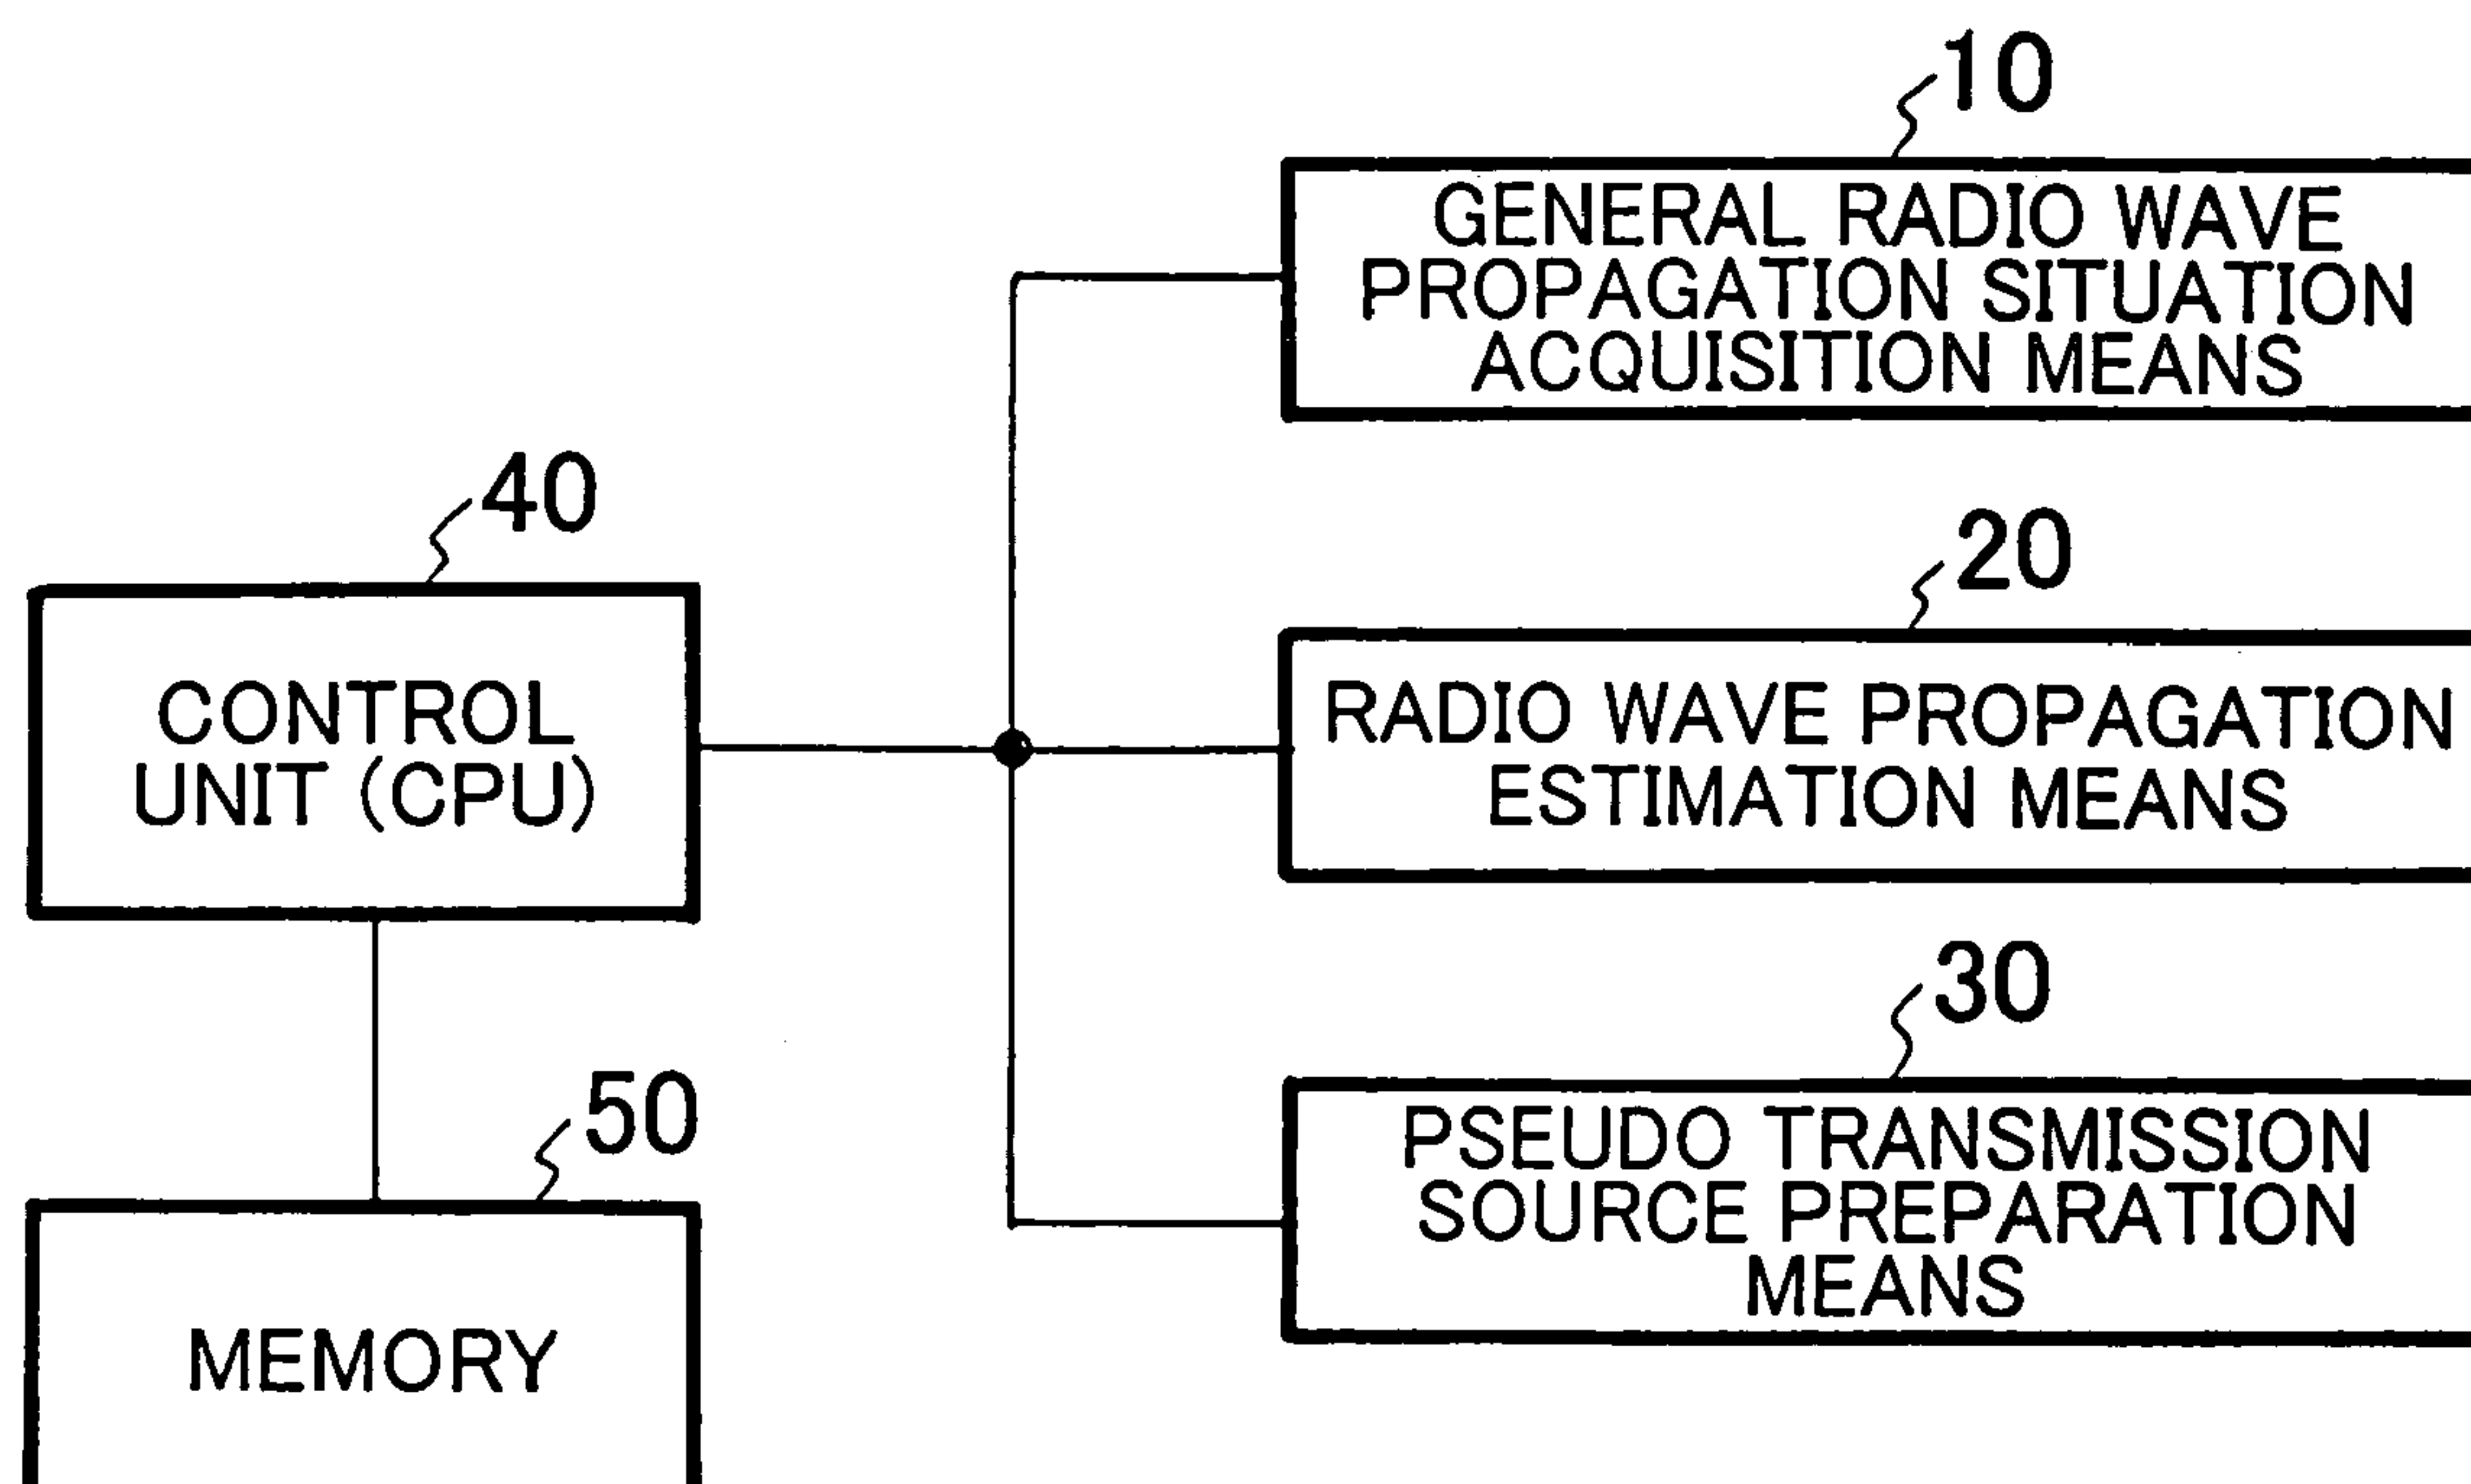 10
GENERAL RADIO WAVE
PROPAGATION SITUATION
ACQUISITION MEANS
40
CONTROL
UNIT (CPU)
20
RADIO WAVE PROPAGATION
ESTIMATION MEANS
30
PSEUDO TRANSMISSION
SOURCE PREPARATION
MEANS
50
MEMORY